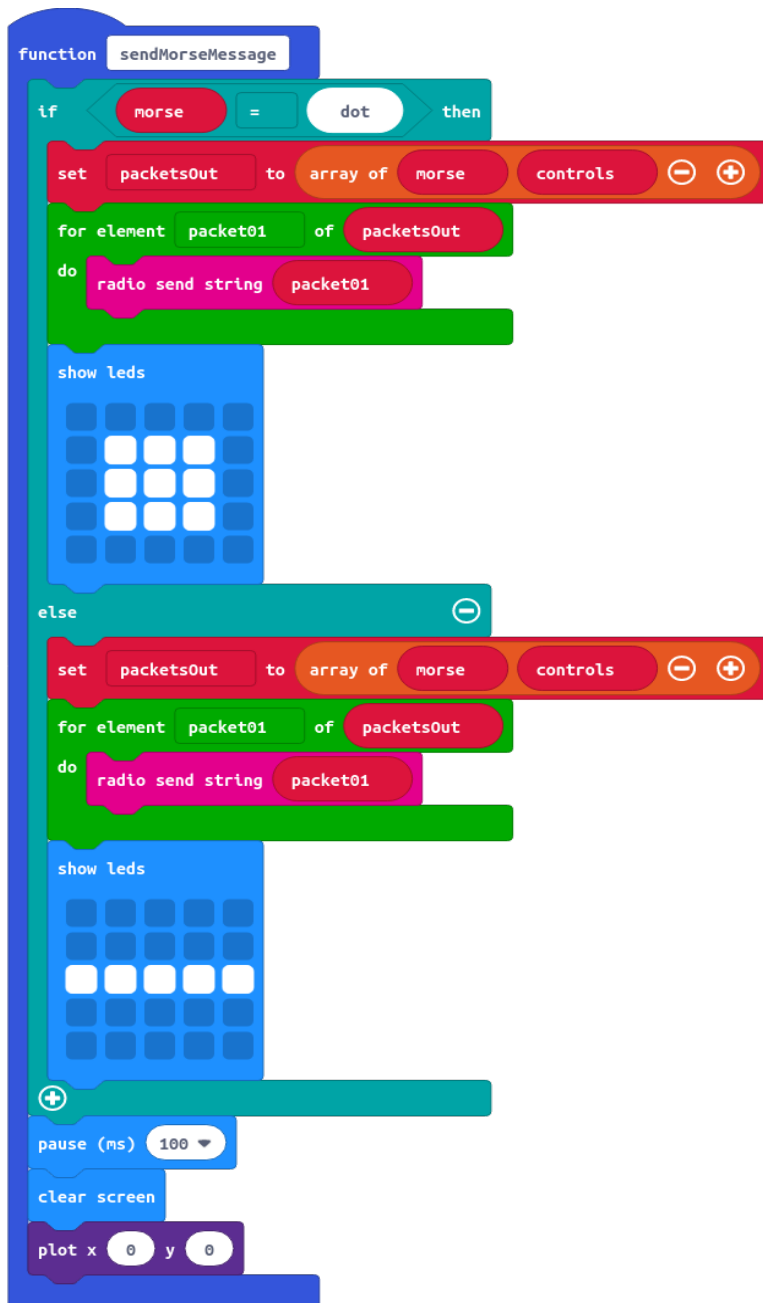 function sendMorseMessage
if morse = dot then
set packetsOut to array of morse controls
for element packet01 of packetsOut
do radio send string packet01
show leds
else
set packetsOut to array of morse controls
for element packet01 of packetsOut
do radio send string packet01
show leds
pause (ms) 100
clear screen
plot x 0 y 0